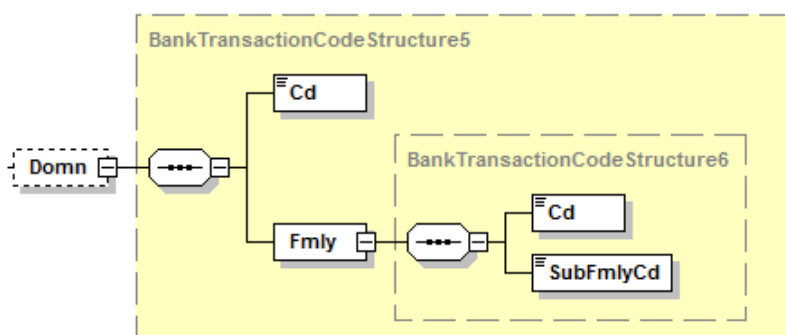 BankTransactionCodeStructure5
Cd
Domn
BankTransactionCodeStructure6
Cd
Fmly
SubFmlyCd